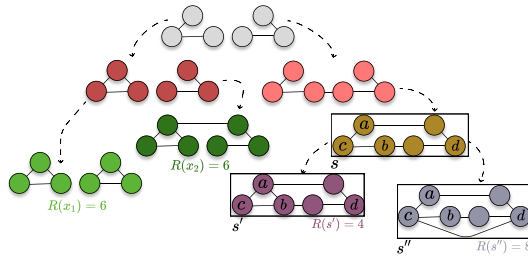 a
c b d
s
R(x₂) = 6
a
c b d
s′
R(s′) = 4
R(x₁) = 6
a
c b d
s′′
R(s′′) = 8